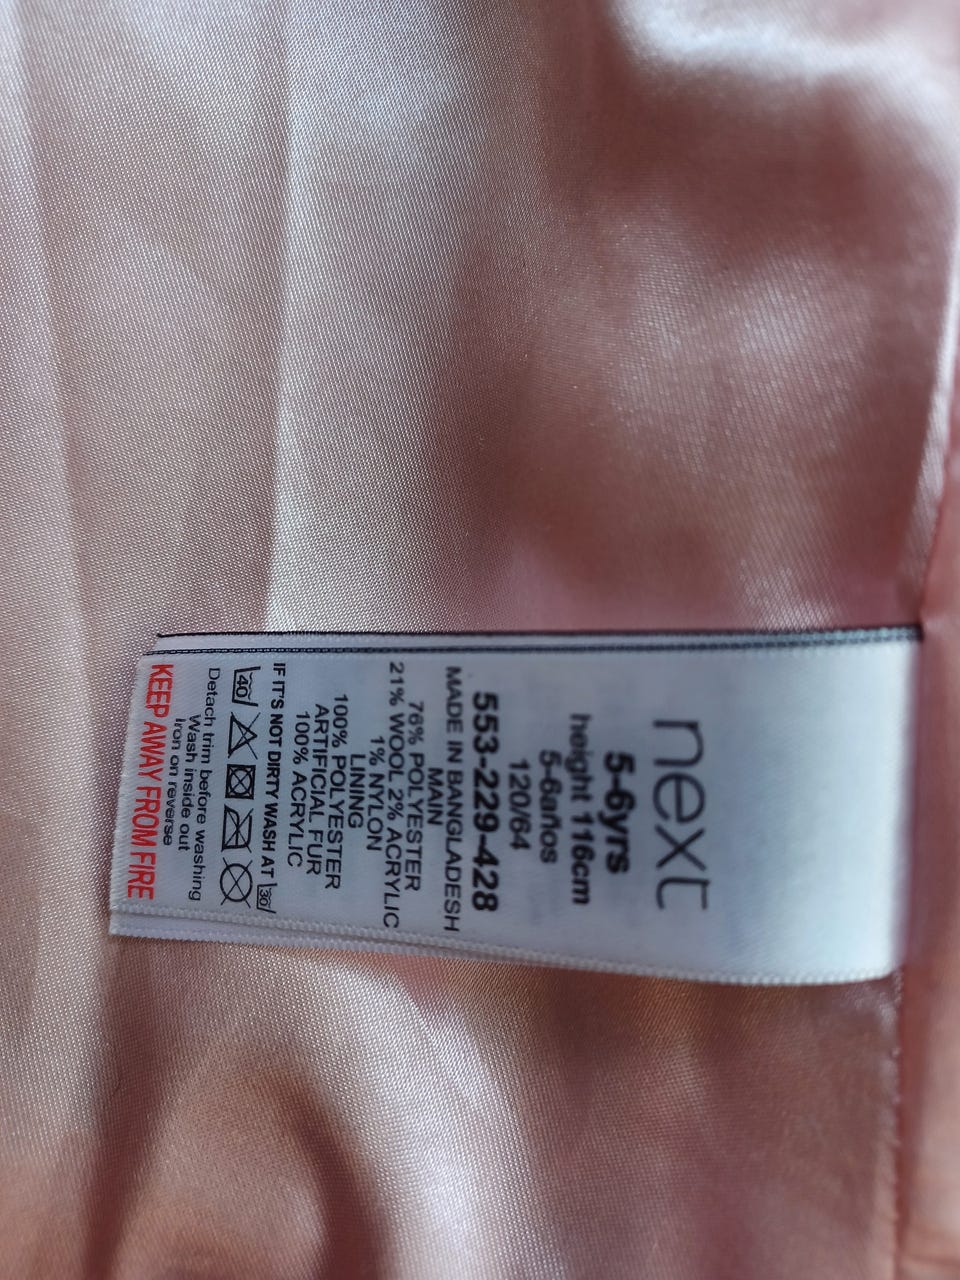 next
5-6yrs
height 116cm
5-6años
120/64
553-229-428
MADE IN BANGLADESH
MAIN
76% POLYESTER
21% WOOL 2% ACRYLIC
1% NYLON
LINING
100% POLYESTER
ARTIFICIAL FUR
100% ACRYLIC
IF IT'S NOT DIRTY WASH AT 30
40
Detach trim before washing
Wash inside out
Iron on reverse
KEEP AWAY FROM FIRE